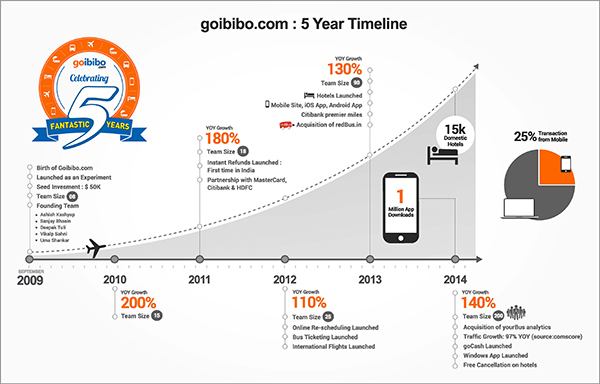 goibibo.com : 5 Year Timeline
goibibo
.com
Celebrating
5
FANTASTIC YEARS
Birth of Goibibo.com
Launched as an Experiment
Seed Invesment : $ 50K
Team Size
Founding Team
Ashish Kashyap
Sanjay Bhasin
Deepak Tuli
Vikalp Sahni
Uma Shankar
SEPTEMBER
2009
2010
YOY Growth
200%
Team Size 15
2011
YOY Growth
180%
Team Size 18
Instant Refunds Launched :
First time in India
Partnership with MasterCard,
Citibank & HDFC
2012
YOY Growth
110%
Team Size 35
Online Re-scheduling Launched
Bus Ticketing Launched
International Flights Launched
2013
YOY Growth
130%
Team Size 90
Hotels Launched
Mobile Site, iOS App, Android App
Citibank premier miles
Acquisition of redBus.in
1
Million App
Downloads
2014
15k
Domestic
Hotels
YOY Growth
140%
Team Size 200
Acquisition of yourBus analytics
Traffic Growth: 97% YOY (source:comscore)
goCash Launched
Windows App Launched
Free Cancellation on hotels
25% Transaction
from Mobile